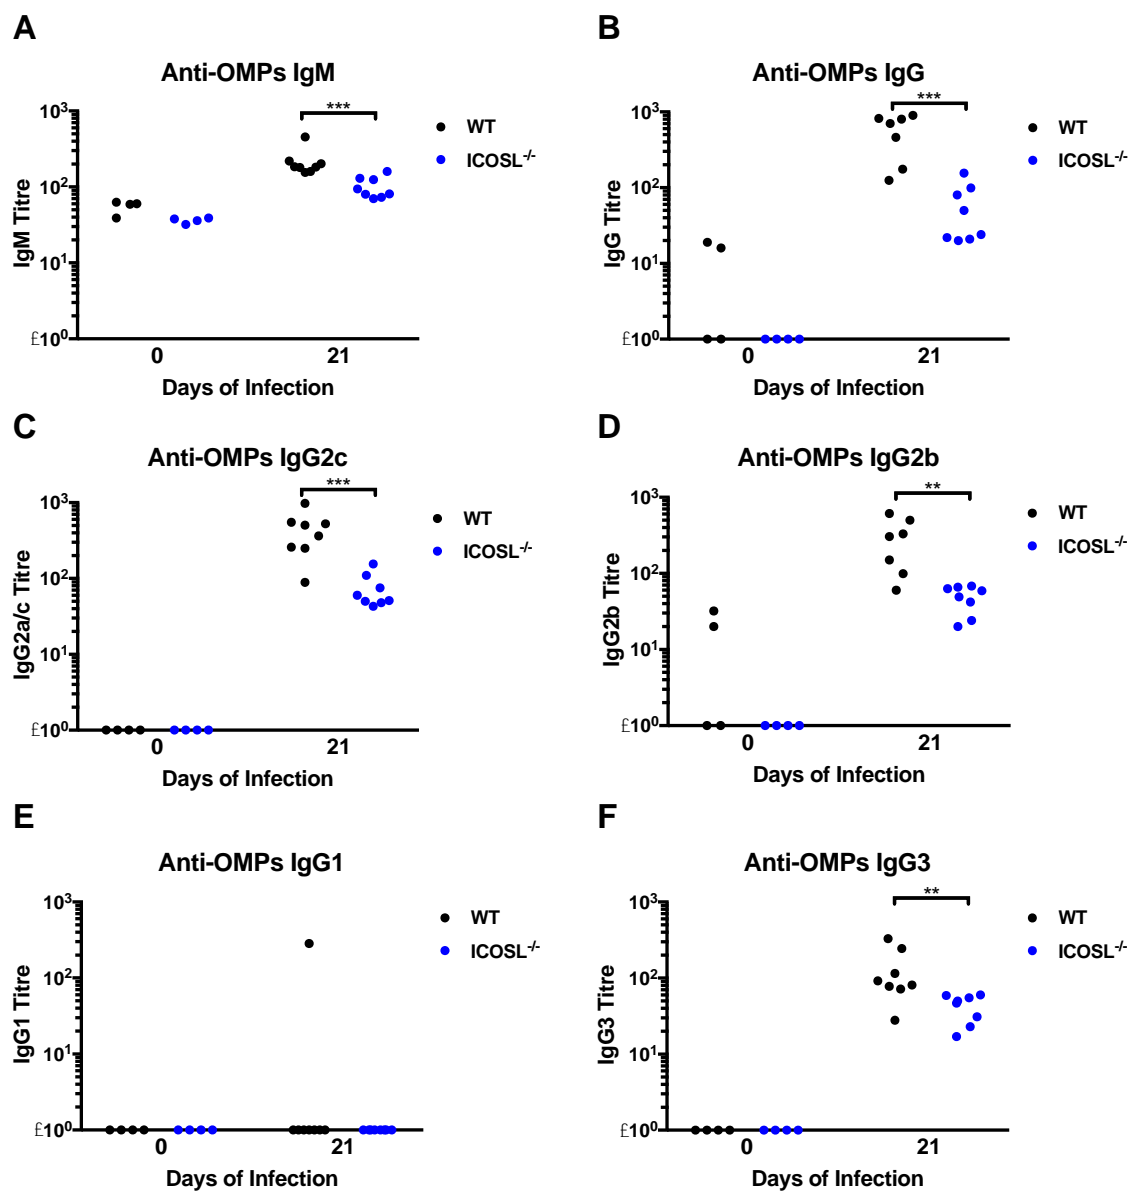 A
Anti-OMPs IgM
10³
10²
10¹
£10⁰
IgM Titre
***
0 21
Days of Infection
WT
ICOSL-/-
B
Anti-OMPs IgG
10³
10²
10¹
£10⁰
IgG Titre
***
0 21
Days of Infection
WT
ICOSL-/-
C
Anti-OMPs IgG2c
10³
10²
10¹
£10⁰
IgG2a/c Titre
***
0 21
Days of Infection
WT
ICOSL-/-
D
Anti-OMPs IgG2b
10³
10²
10¹
£10⁰
IgG2b Titre
**
0 21
Days of Infection
WT
ICOSL-/-
E
Anti-OMPs IgG1
10³
10²
10¹
£10⁰
IgG1 Titre
0 21
Days of Infection
WT
ICOSL-/-
F
Anti-OMPs IgG3
10³
10²
10¹
£10⁰
IgG3 Titre
**
0 21
Days of Infection
WT
ICOSL-/-